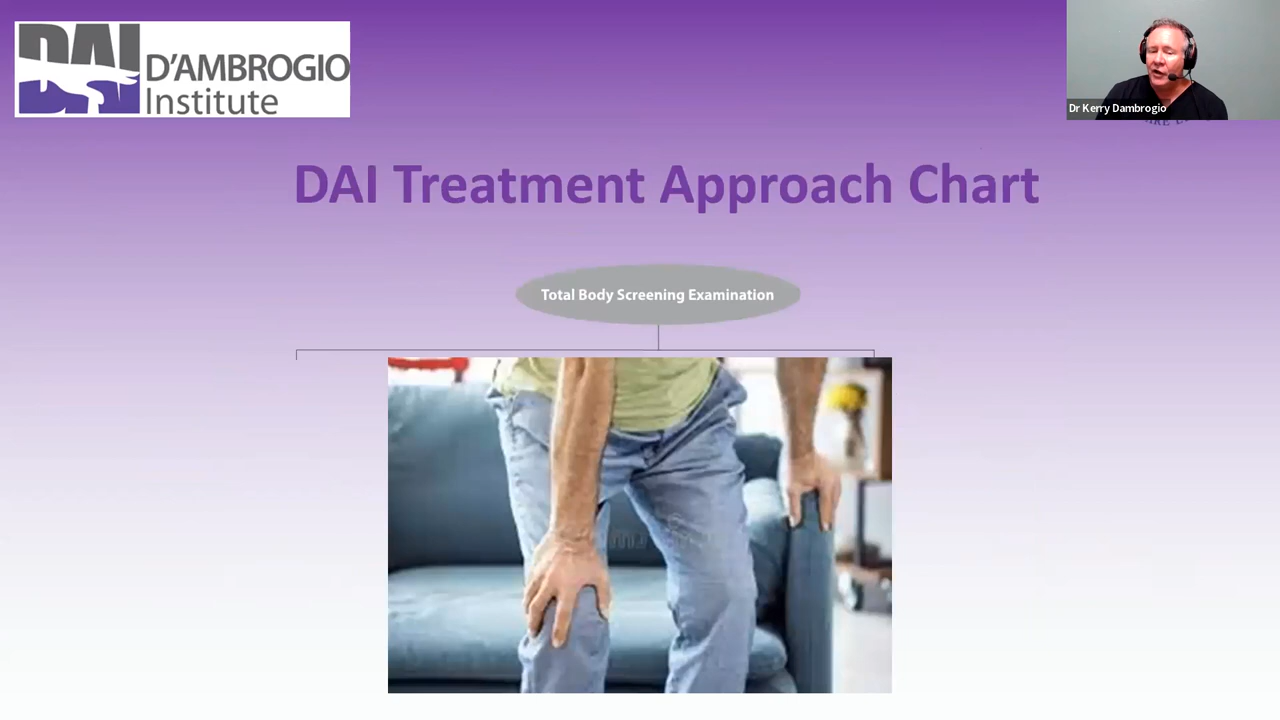 DAI
D'AMBROGIO
Institute
Dr Kerry Dambrogio
DAI Treatment Approach Chart
Total Body Screening Examination